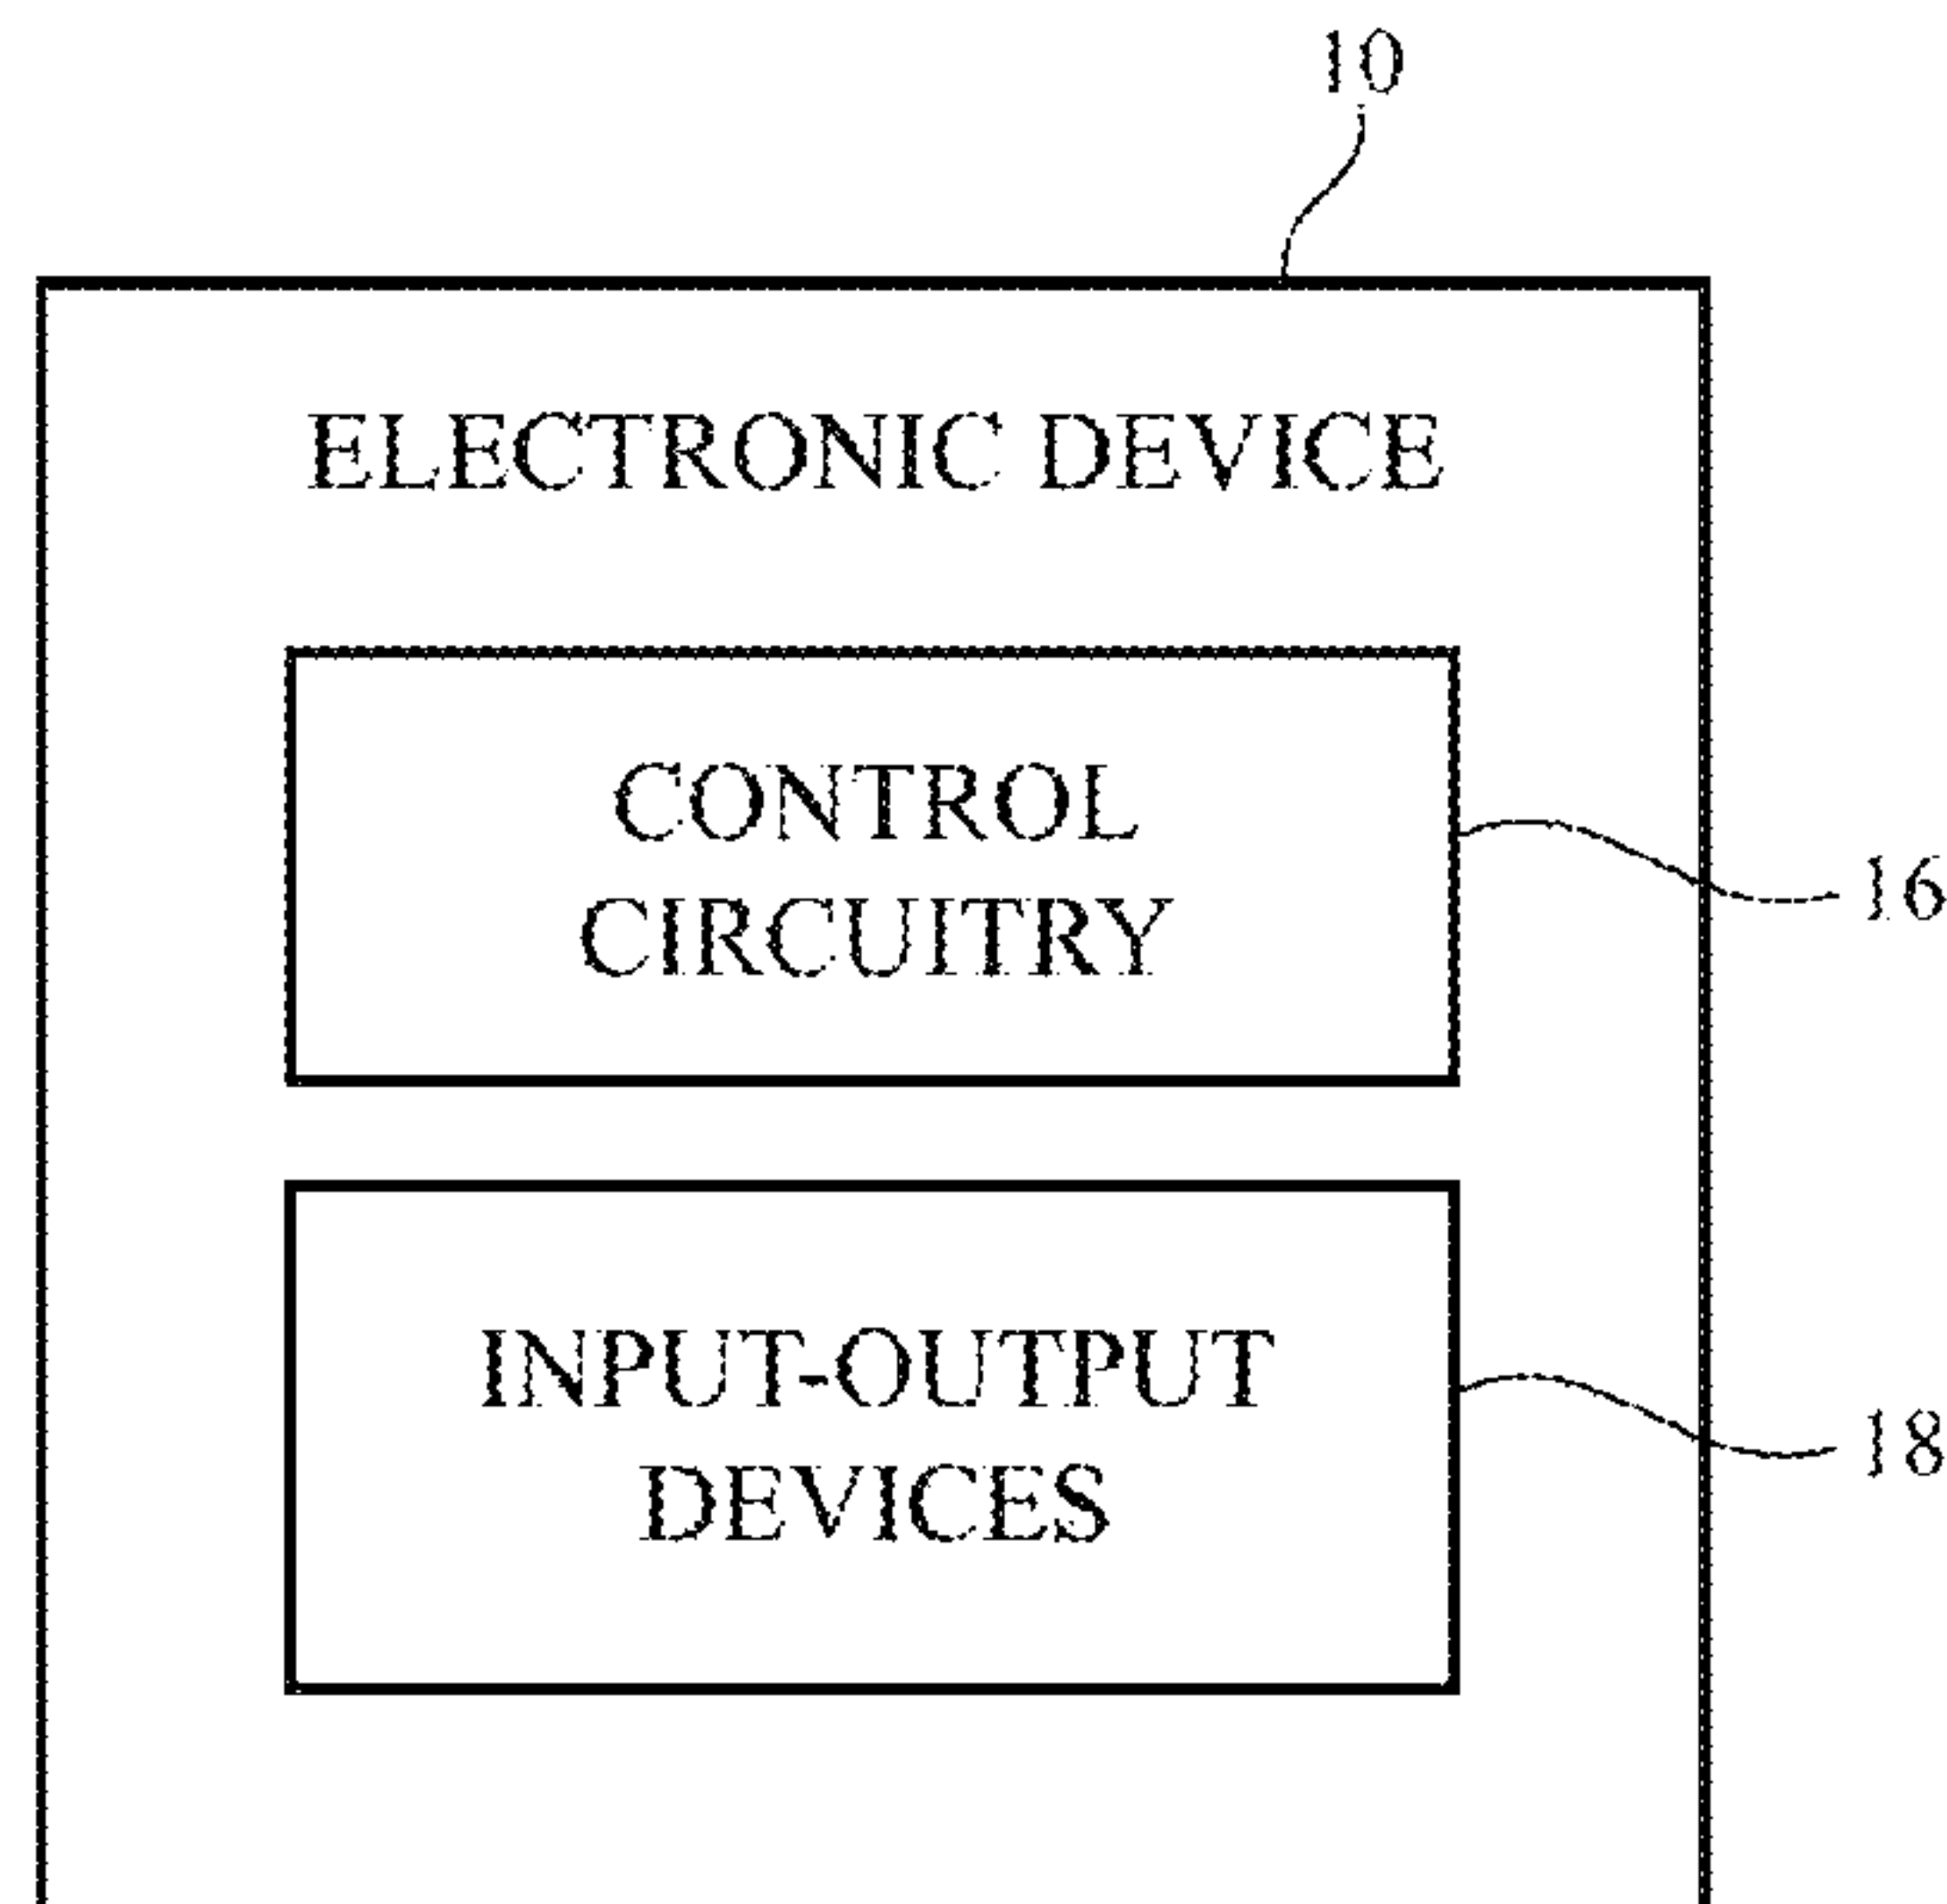 10
ELECTRONIC DEVICE
CONTROL
CIRCUITRY
16
INPUT-OUTPUT
DEVICES
18